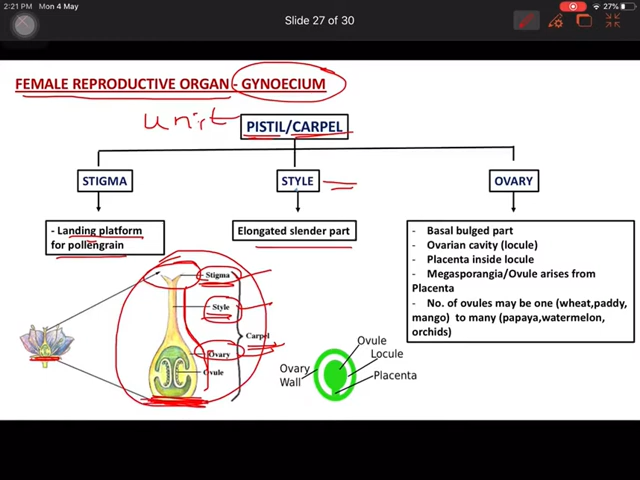 2:21 PM Mon 4 May
27%
Slide 27 of 30
FEMALE REPRODUCTIVE ORGAN - GYNOECIUM
unit
PISTIL/CARPEL
STIGMA
STYLE
OVARY
- Landing platform
for pollengrain
Elongated slender part
- Basal bulged part
- Ovarian cavity (locule)
- Placenta inside locule
- Megasporangia/Ovule arises from
Placenta
- No. of ovules may be one (wheat,paddy,
mango) to many (papaya,watermelon,
orchids)
Stigma
Style
Carpel
Ovary
Ovule
Ovule
Locule
Ovary
Wall
Placenta